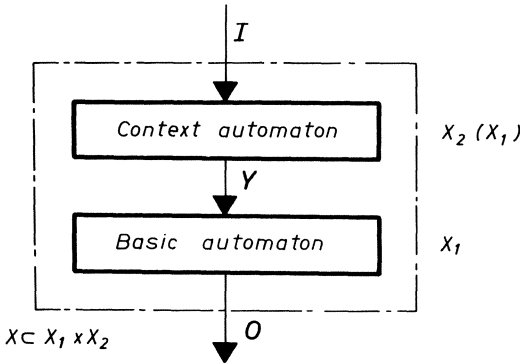 I
Context automaton
X₂ (X₁)
Y
Basic automaton
X₁
O
X⊂ X₁ x X₂